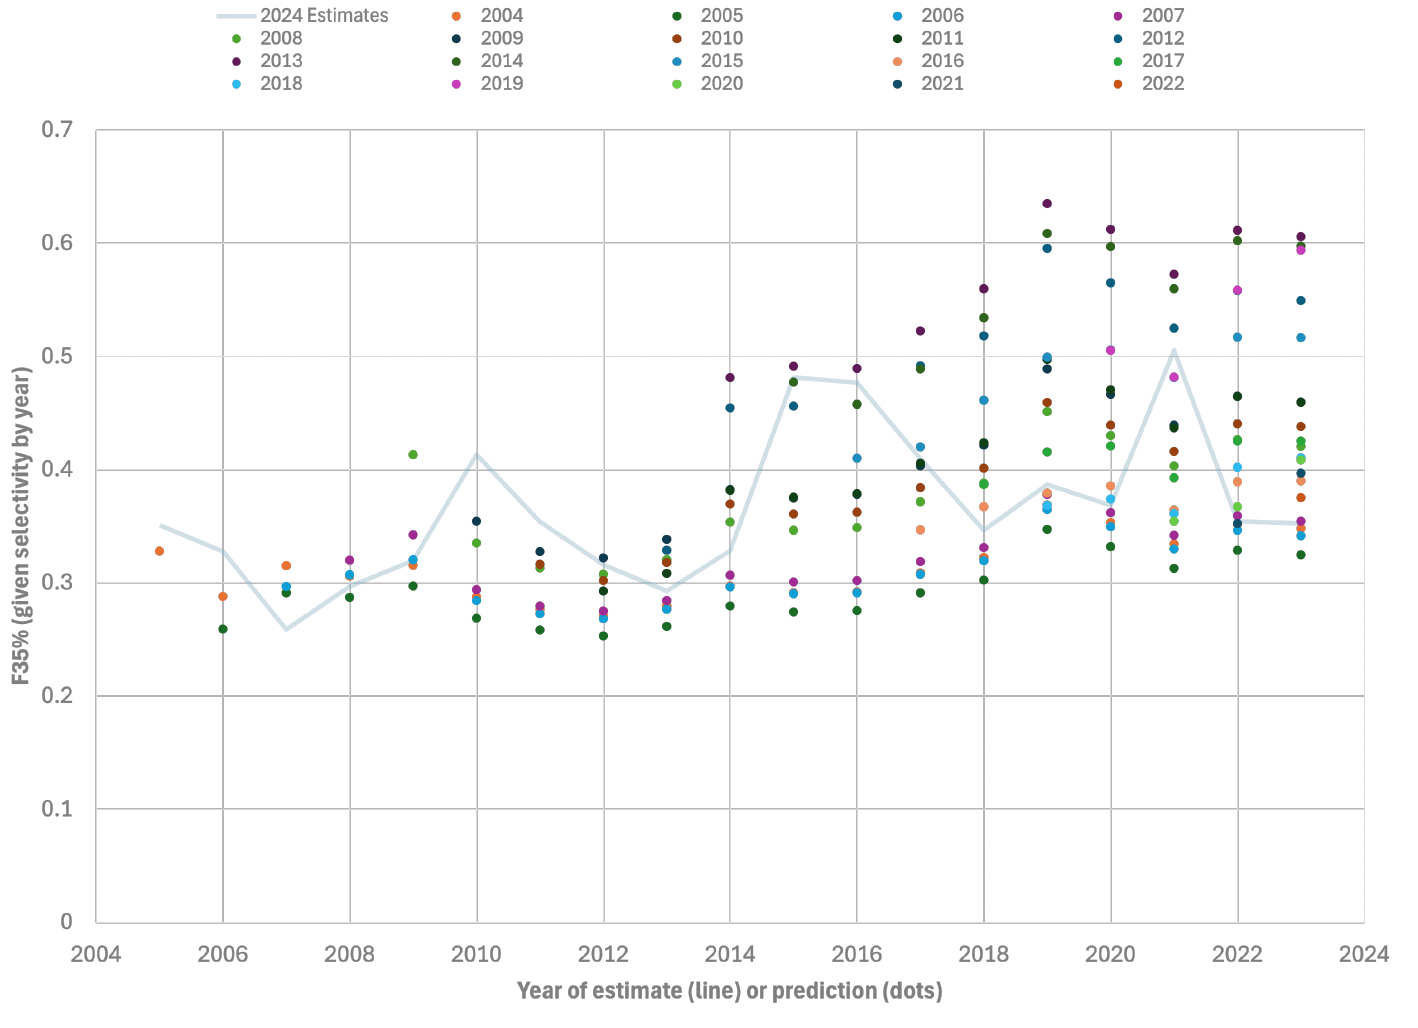 2024 Estimates 2004 2005 2006 2007
2008 2009 2010 2011 2012
2013 2014 2015 2016 2017
2018 2019 2020 2021 2022
0.7
0.6
0.5
0.4
0.3
0.2
0.1
0
F35% (given selectivity by year)
2004 2006 2008 2010 2012 2014 2016 2018 2020 2022 2024
Year of estimate (line) or prediction (dots)